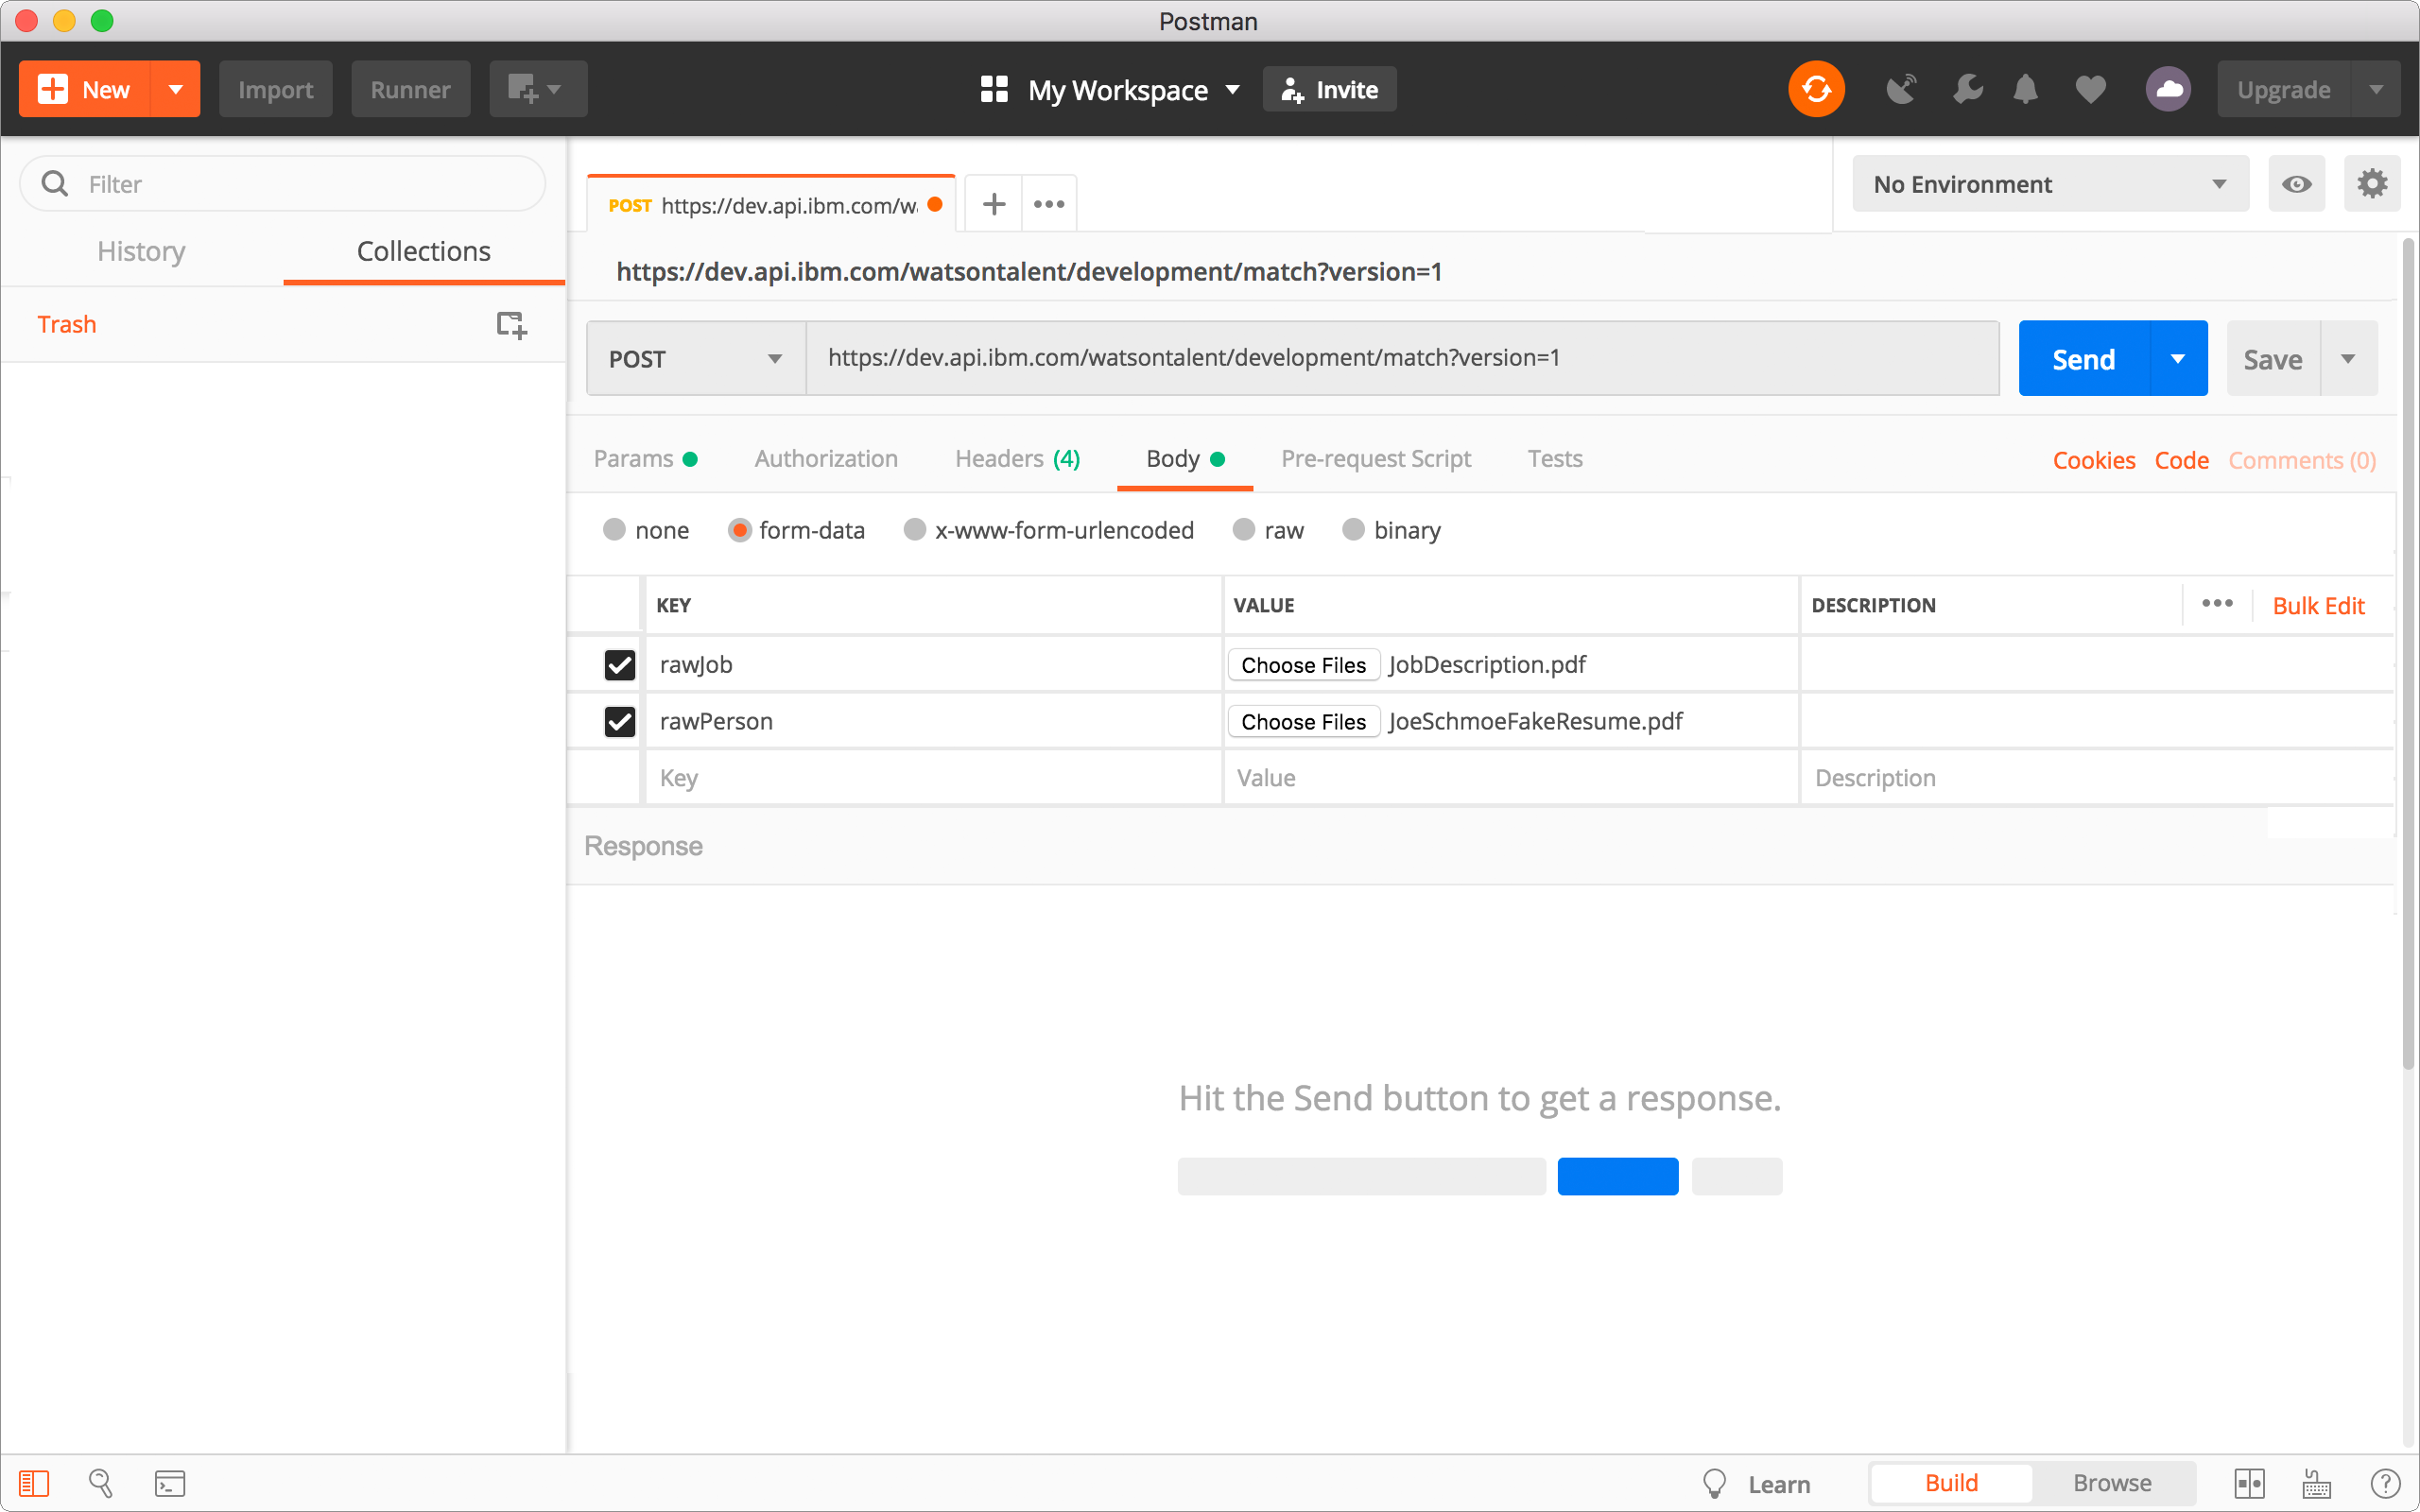 Postman
New Import Runner My Workspace Invite Upgrade
Filter
History Collections
Trash
POST https://dev.api.ibm.com/w
No Environment
https://dev.api.ibm.com/watsontalent/development/match?version=1
POST https://dev.api.ibm.com/watsontalent/development/match?version=1 Send Save
Params Authorization Headers (4) Body Pre-request Script Tests Cookies Code Comments (0)
none form-data x-www-form-urlencoded raw binary
KEY VALUE DESCRIPTION Bulk Edit
rawJob Choose Files JobDescription.pdf
rawPerson Choose Files JoeSchmoeFakeResume.pdf
Key Value Description
Response
Hit the Send button to get a response.
Learn Build Browse